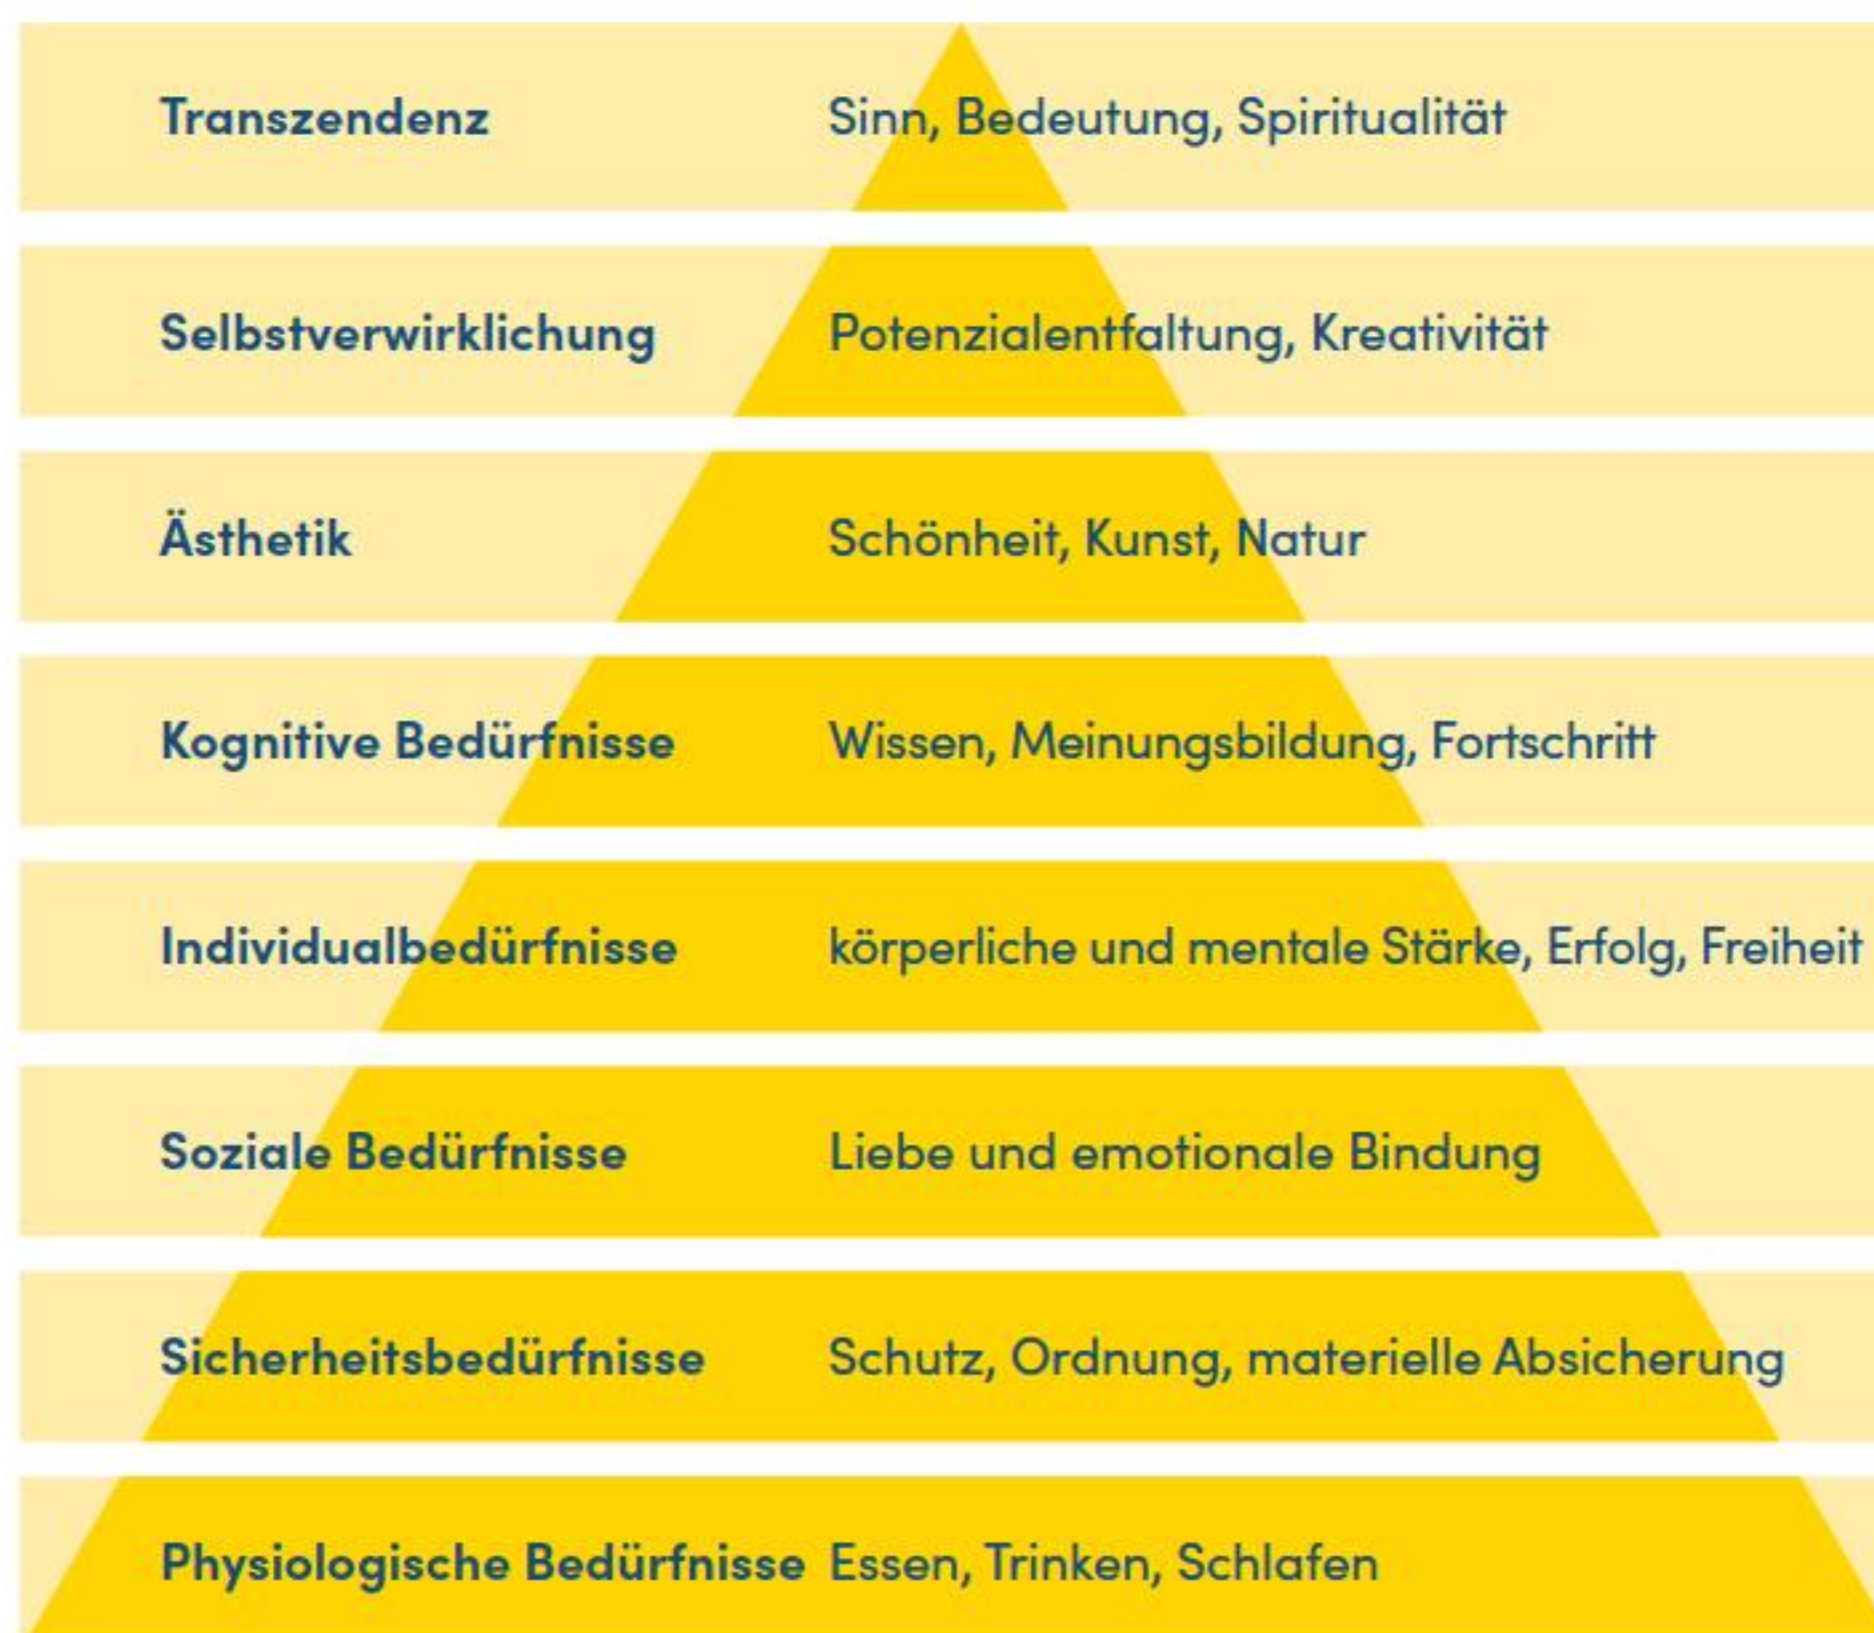 Transzendenz Sinn, Bedeutung, Spiritualität
Selbstverwirklichung Potenzialentfaltung, Kreativität
Ästhetik Schönheit, Kunst, Natur
Kognitive Bedürfnisse Wissen, Meinungsbildung, Fortschritt
Individualbedürfnisse körperliche und mentale Stärke, Erfolg, Freiheit
Soziale Bedürfnisse Liebe und emotionale Bindung
Sicherheitsbedürfnisse Schutz, Ordnung, materielle Absicherung
Physiologische Bedürfnisse Essen, Trinken, Schlafen